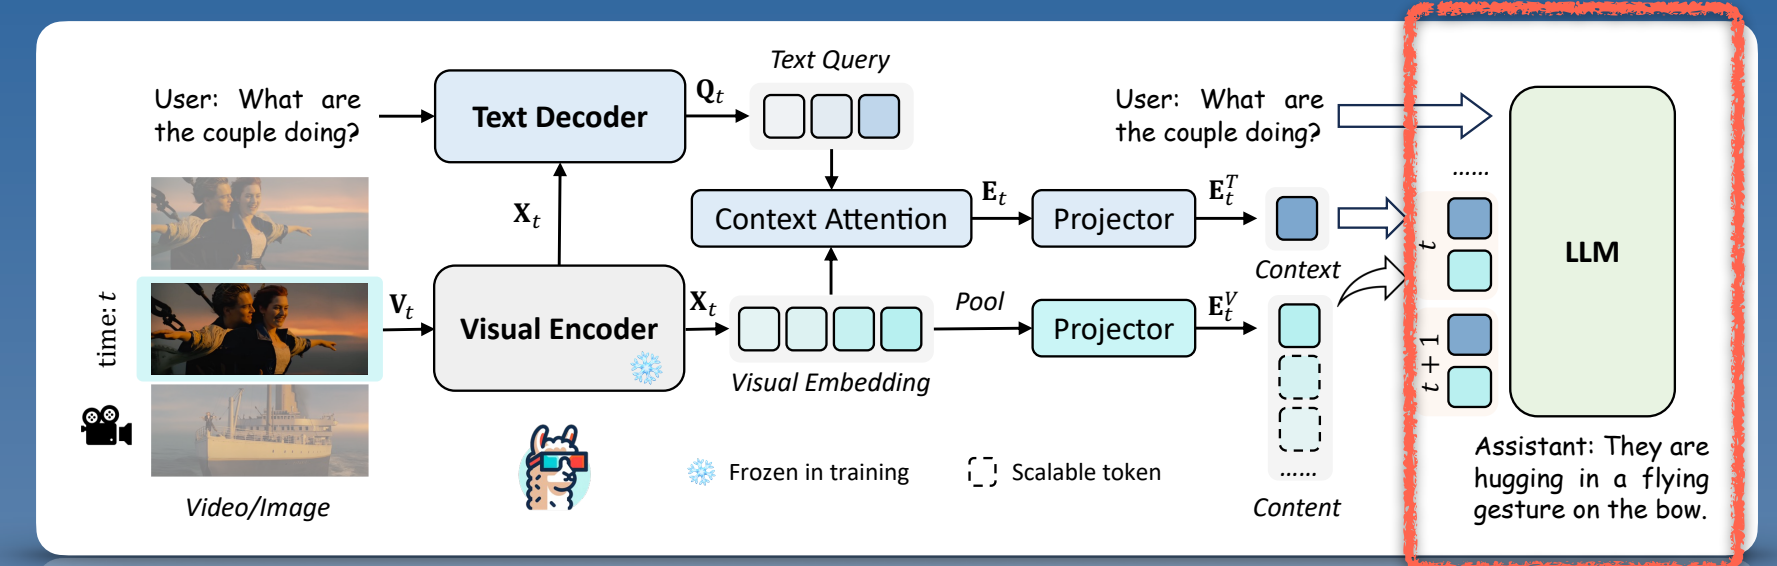 User: What are
the couple doing?
Text Decoder
Q_t
Text Query
X_t
time: t
V_t
Visual Encoder
X_t
Visual Embedding
Video/Image
Context Attention
E_t
Projector
E_t^T
Context
Pool
Projector
E_t^V
......
Content
Frozen in training
Scalable token
User: What are
the couple doing?
......
t
t + 1
LLM
Assistant: They are
hugging in a flying
gesture on the bow.